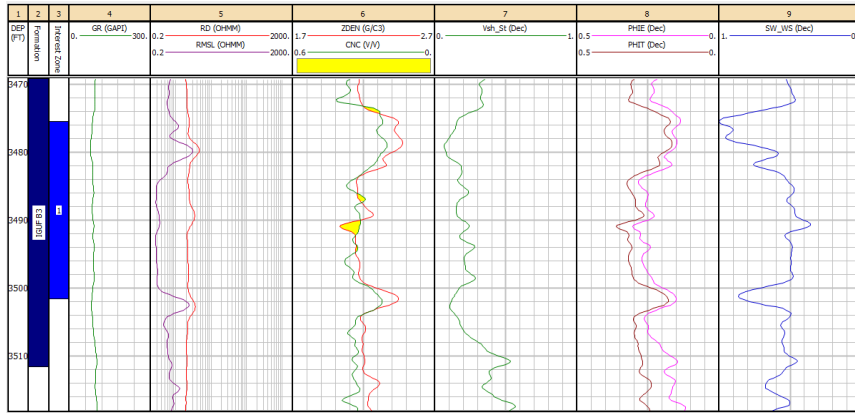 1 2 3 4 5 6 7 8 9
DEP (FT) Formation Interest Zone GR (GAPI) RD (OHMM) ZDEN (G/C3) Vsh_St (Dec) PHIE (Dec) SW_WS (Dec)
0. 300. 0.2 2000. 1.7 2.7 0. 1. 0.5 0. 1. 0.
RMSL (OHMM) CNC (V/V) PHIT (Dec)
0.2 2000. 0.6 0. 0.5 0.
3470
3480
3490
IGUF B3
1
3500
3510